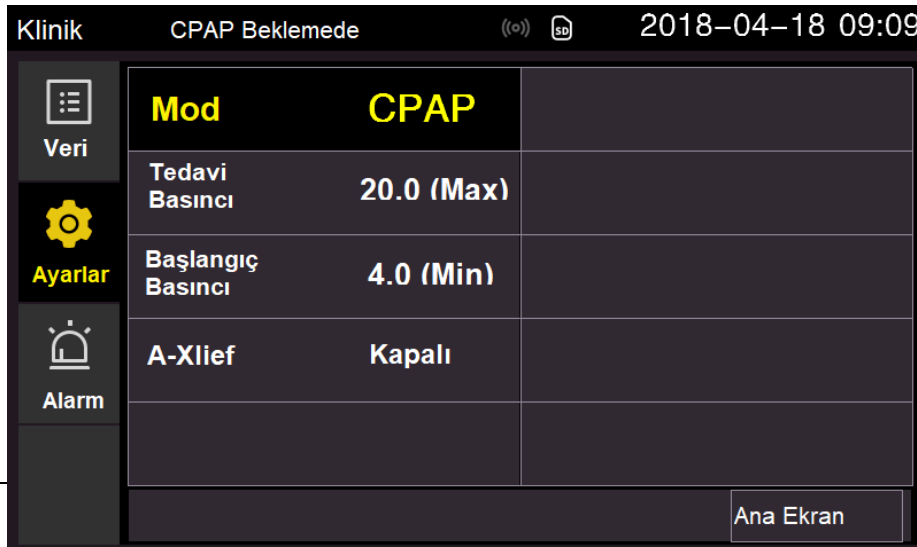 Klinik CPAP Beklemede SD 2018-04-18 09:09
Veri
Ayarlar
Alarm
Mod CPAP
Tedavi
Basıncı 20.0 (Max)
Başlangıç
Basıncı 4.0 (Min)
A-Xlief Kapalı
Ana Ekran